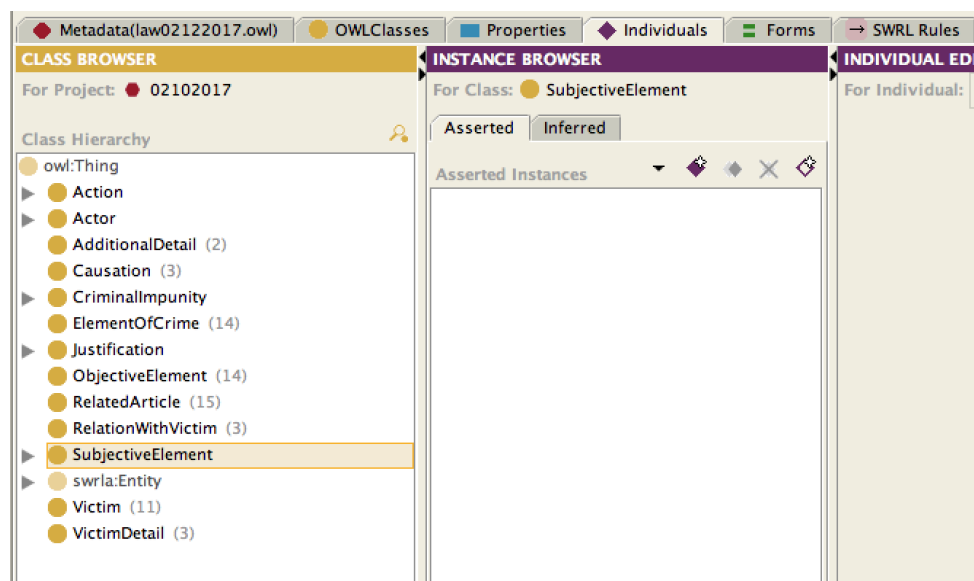 Metadata(law02122017.owl) OWLClasses Properties Individuals Forms → SWRL Rules
CLASS BROWSER
For Project: 02102017
Class Hierarchy
owl:Thing
Action
Actor
AdditionalDetail (2)
Causation (3)
CriminalImpunity
ElementOfCrime (14)
Justification
ObjectiveElement (14)
RelatedArticle (15)
RelationWithVictim (3)
SubjectiveElement
swrla:Entity
Victim (11)
VictimDetail (3)
INSTANCE BROWSER
For Class: SubjectiveElement
Asserted Inferred
Asserted Instances
INDIVIDUAL EDI
For Individual: